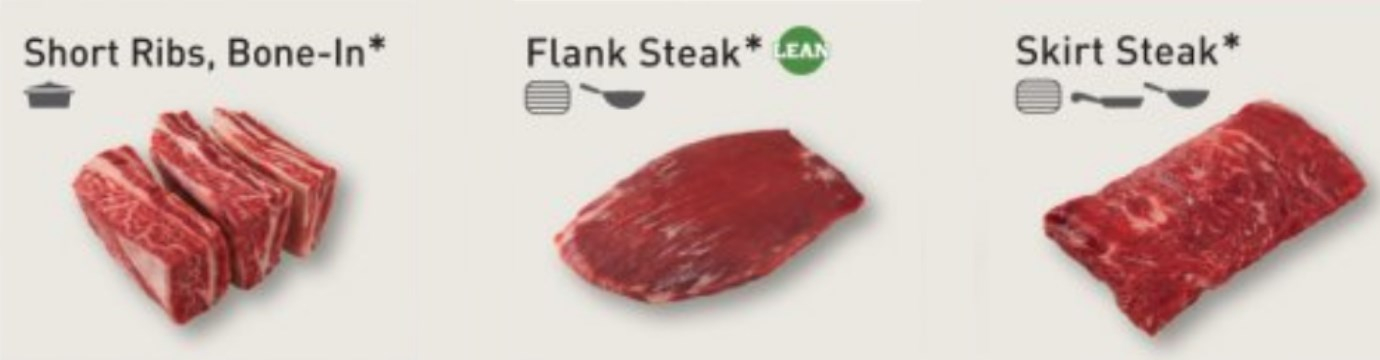 Short Ribs, Bone-In*
Flank Steak* LEAN
Skirt Steak*